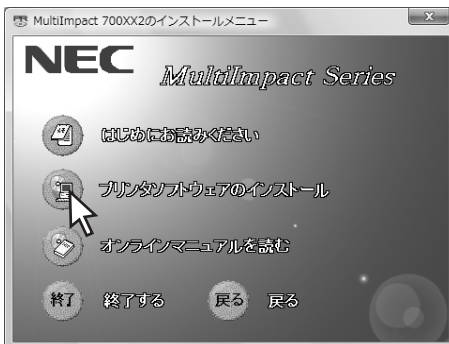 MultiImpact 700XX2のインストールメニュー
NEC MultiImpact Series
はじめにお読みください
プリンタソフトウェアのインストール
オンラインマニュアルを読む
終了 終了する 戻る 戻る